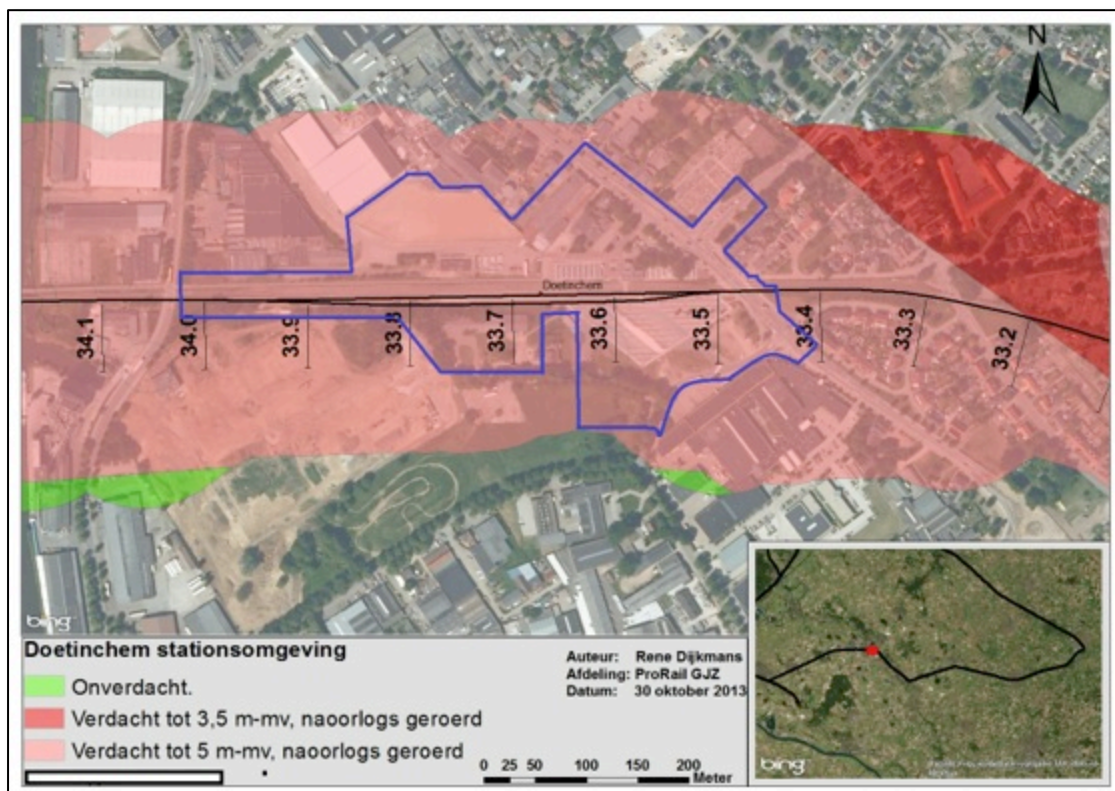 N
Doetinchem
34.1
34.0
33.9
33.8
33.7
33.6
33.5
33.4
33.3
33.2
bing
Doetinchem stationsomgeving
Onverdacht.
Verdacht tot 3,5 m-mv, naoorlogs geroerd
Verdacht tot 5 m-mv, naoorlogs geroerd
Auteur: Rene Dijkmans
Afdeling: ProRail GJZ
Datum: 30 oktober 2013
0 25 50 100 150 200
Meter
bing